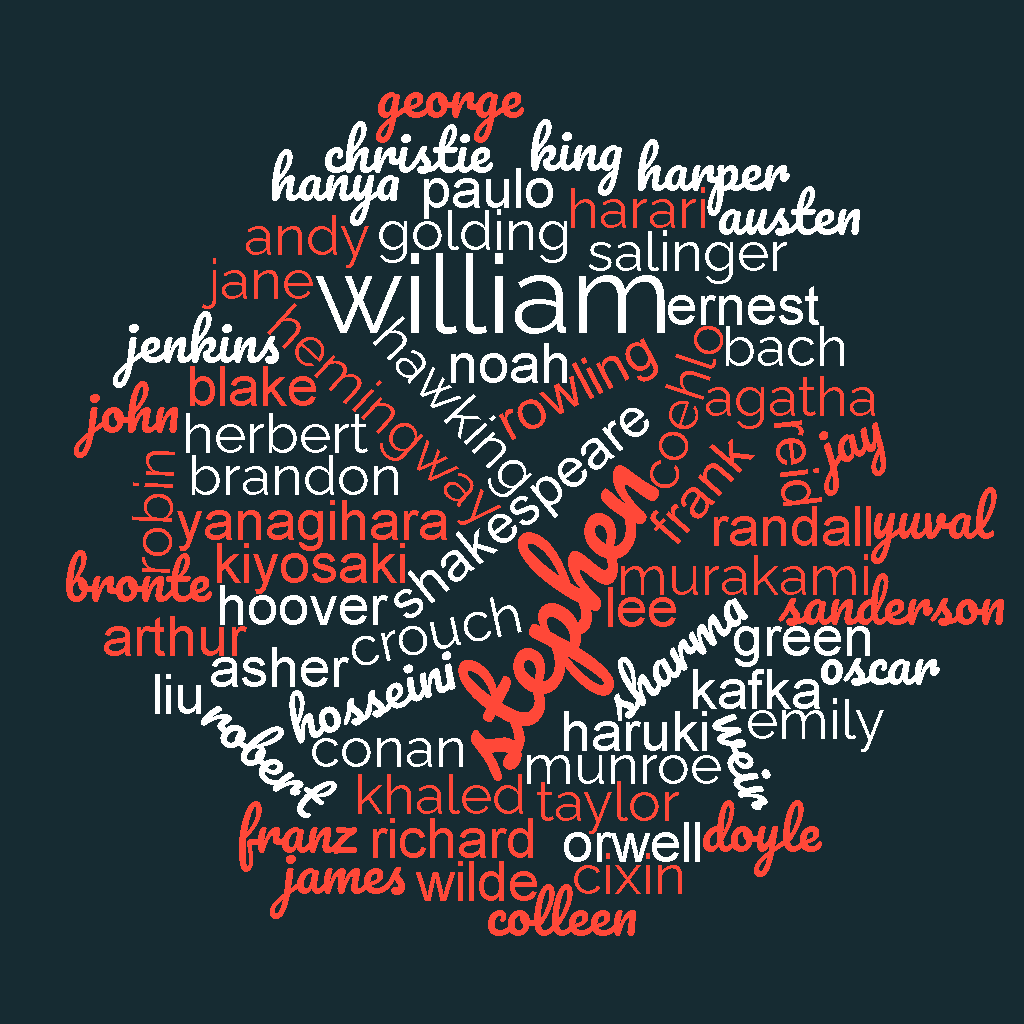 george
christie
king
hanya
paulo
harper
harari
austen
andy
golding
salinger
jane
william
ernest
hemingway
hawking
noah
rowling
coehlo
bach
jenkins
blake
agatha
john
herbert
shakespeare
frank
reid
jay
robin
brandon
stephen
yanagihara
randall
yuval
bronte
kiyosaki
murakami
hoover
lee
sanderson
arthur
crouch
sharma
green
asher
oscar
liu
hosseini
kafka
robert
conan
haruki
weir
emily
munroe
khaled
taylor
franz
richard
orwell
doyle
james
wilde
cixin
colleen